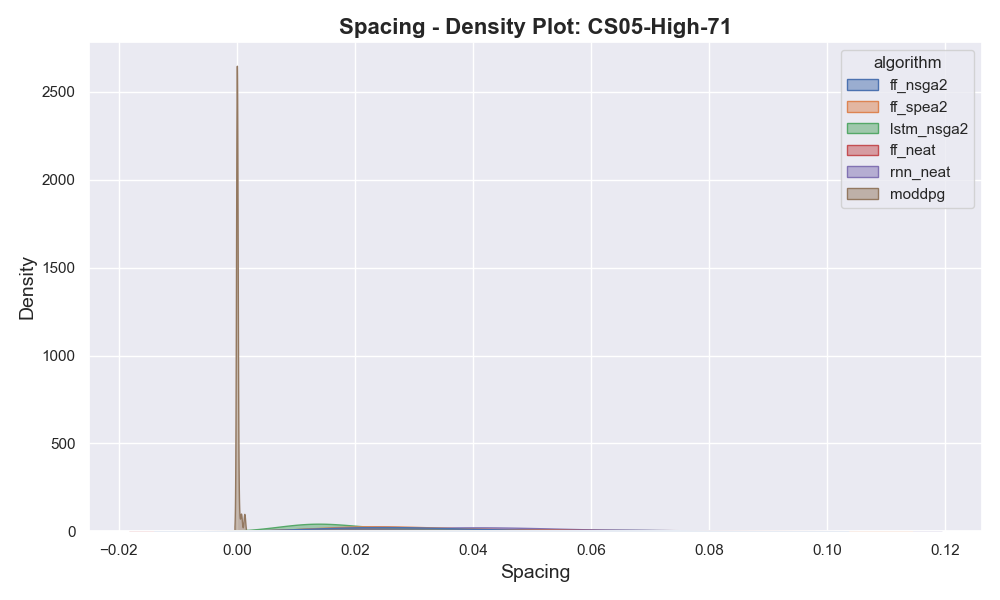 Spacing - Density Plot: CS05-High-71
algorithm
ff_nsga2
ff_spea2
lstm_nsga2
ff_neat
rnn_neat
moddpg
Density
2500
2000
1500
1000
500
0
−0.02 0.00 0.02 0.04 0.06 0.08 0.10 0.12
Spacing